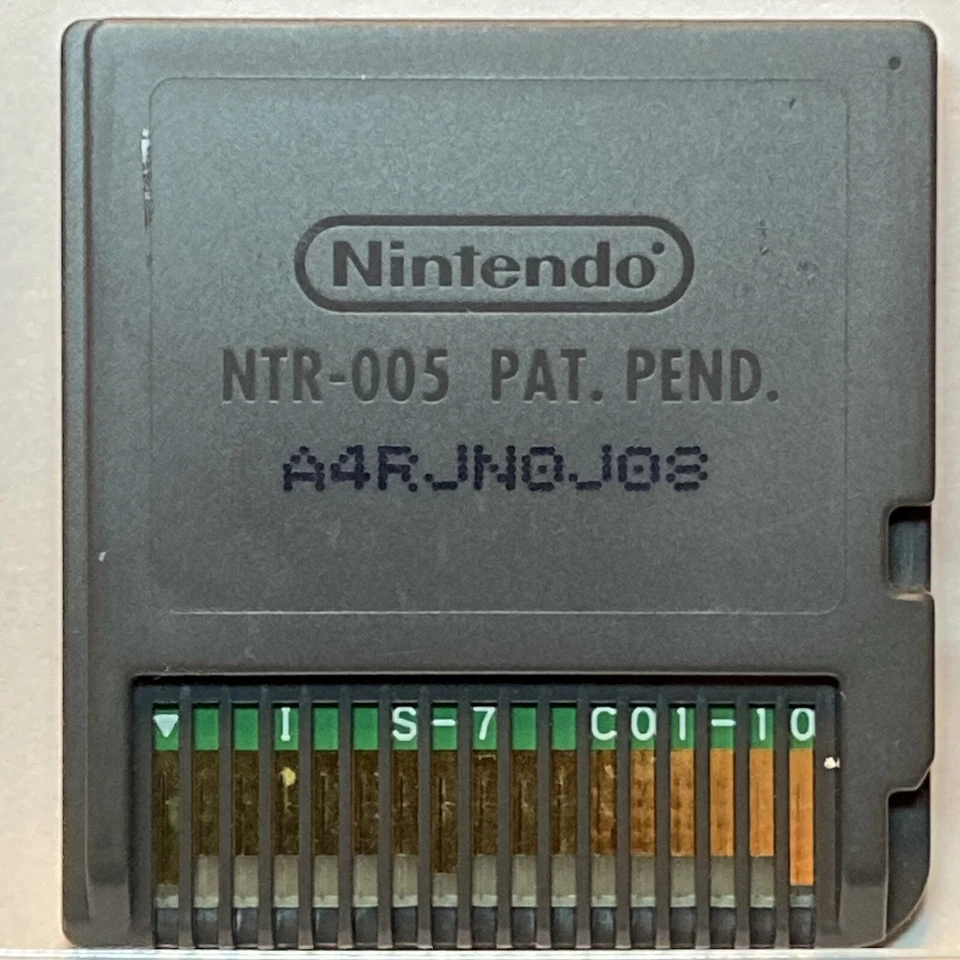 Nintendo
NTR-005 PAT. PEND.
A4RJN0J08
I S-7 C01-10